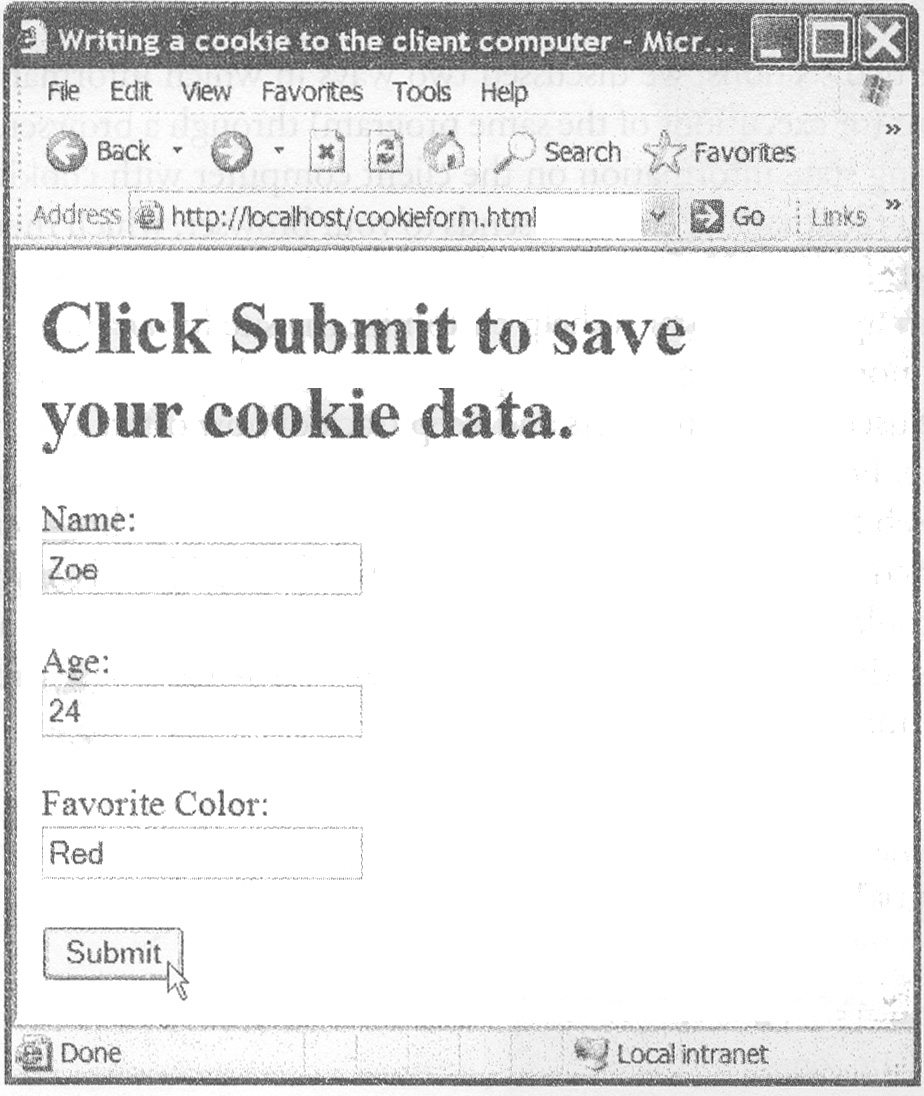 Writing a cookie to the client computer - Micr...
File Edit View Favorites Tools Help
Back Search Favorites »
Address http://localhost/cookieform.html Go Links »
Click Submit to save
your cookie data.
Name:
Zoe
Age:
24
Favorite Color:
Red
Submit
Done Local intranet